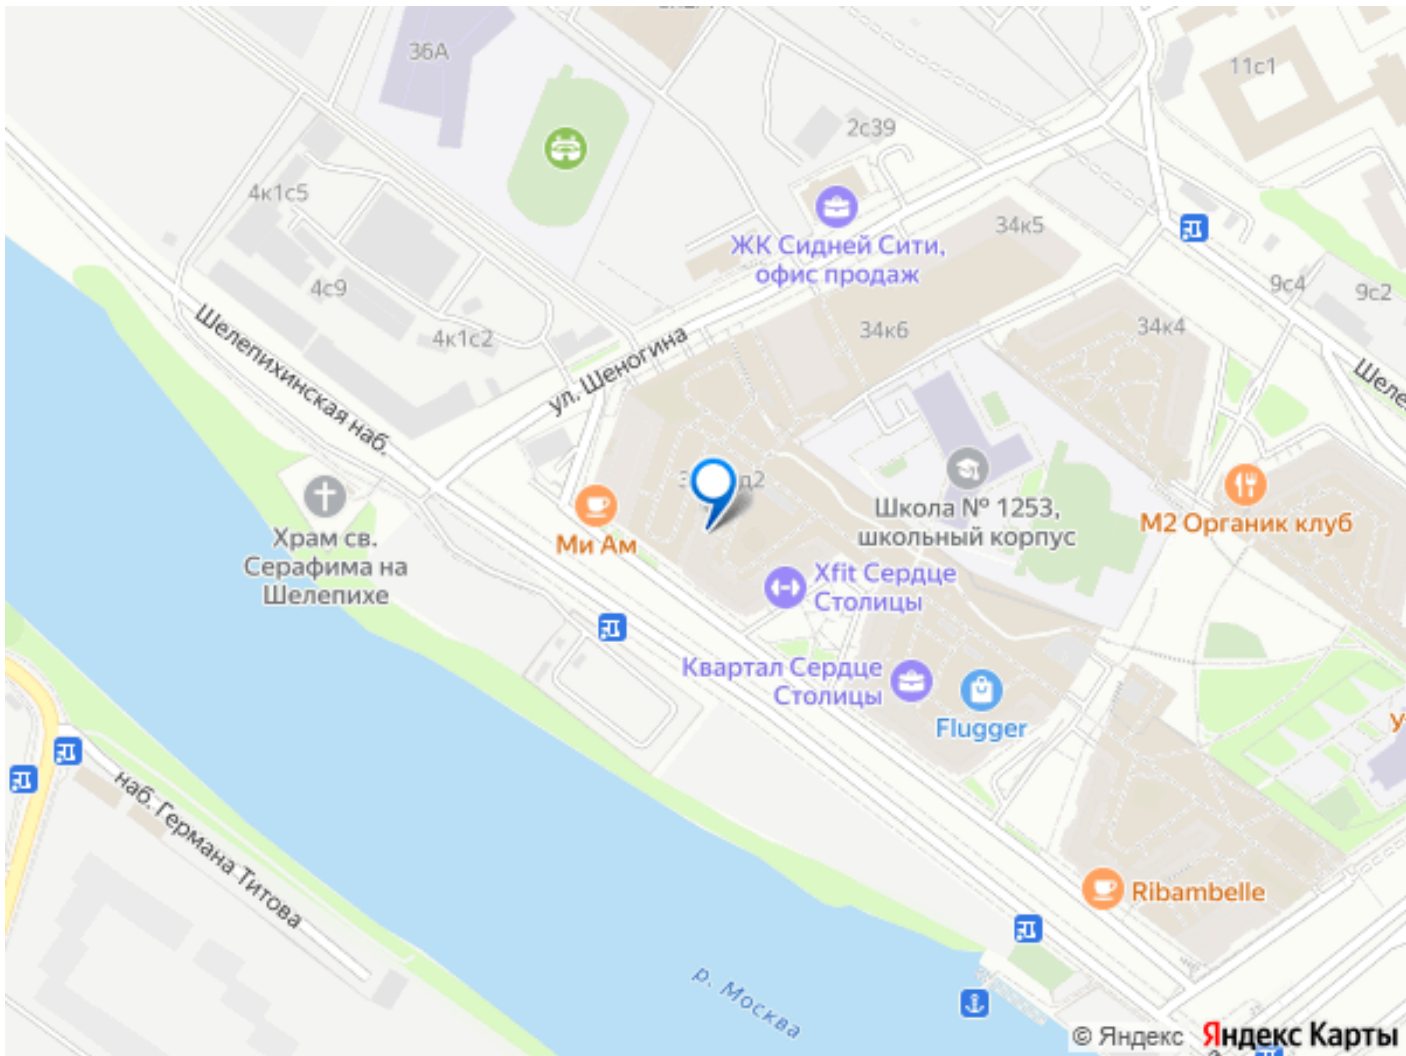 36А
11с1
2с39
4к1с5
ЖК Сидней Сити,
офис продаж
34к5
4с9
4к1с2
34к6
34к4
9с4
9с2
Шелепихинская наб.
ул. Шеногина
Шеле
Храм св.
Серафима на
Шелепихе
Ми Ам
Школа № 1253,
школьный корпус
М2 Органик клуб
Xfit Сердце
Столицы
Квартал Сердце
Столицы
Flugger
У
наб. Германа Титова
Ribambelle
р. Москва
© Яндекс Яндекс Карты